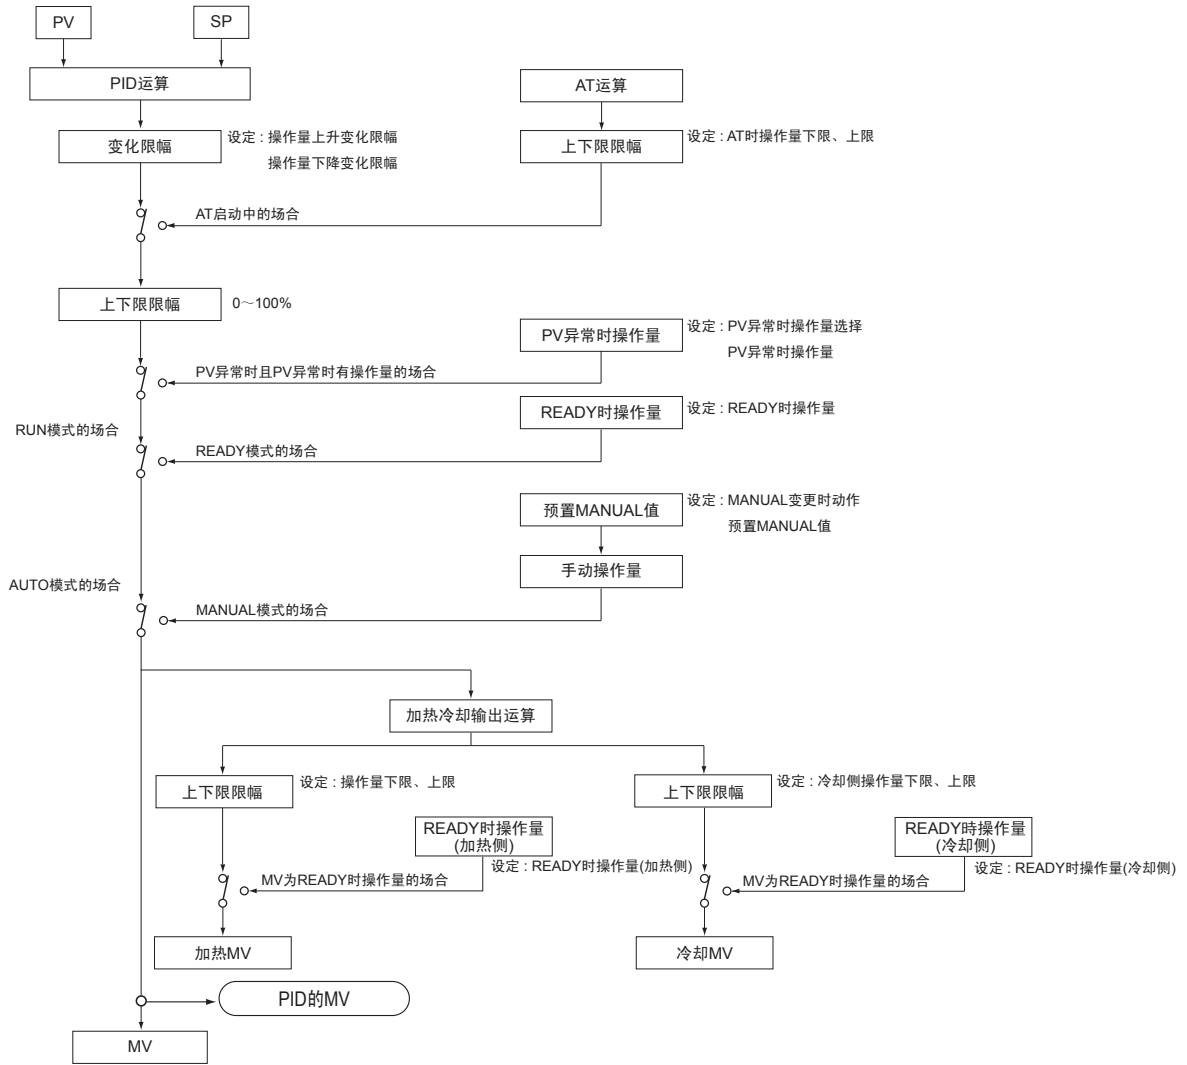 PV
SP
PID运算
AT运算
变化限幅
设定 : 操作量上升变化限幅
操作量下降变化限幅
上下限限幅
设定 : AT时操作量下限、上限
AT启动中的场合
上下限限幅
0～100%
PV异常时操作量
设定 : PV异常时操作量选择
PV异常时操作量
PV异常时且PV异常时有操作量的场合
READY时操作量
设定 : READY时操作量
RUN模式的场合
READY模式的场合
预置MANUAL值
设定 : MANUAL变更时动作
预置MANUAL值
手动操作量
AUTO模式的场合
MANUAL模式的场合
加热冷却输出运算
上下限限幅
设定 : 操作量下限、上限
上下限限幅
设定 : 冷却侧操作量下限、上限
READY时操作量
(加热侧)
READY時操作量
(冷却侧)
设定 : READY时操作量(加热侧)
设定 : READY时操作量(冷却侧)
MV为READY时操作量的场合
MV为READY时操作量的场合
加热MV
冷却MV
PID的MV
MV